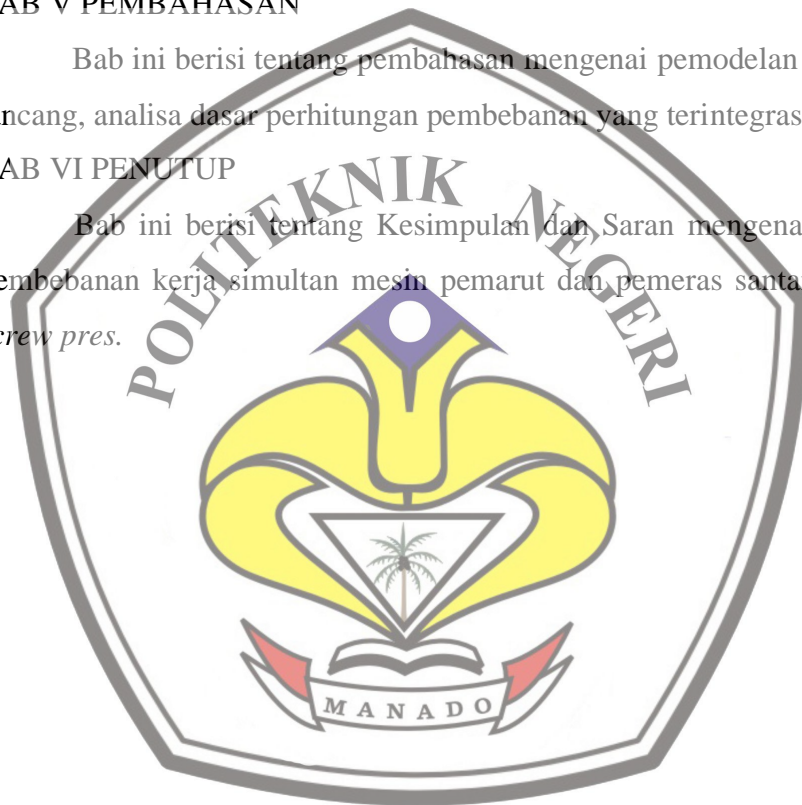 AB V PEMBAHASAN
Bab ini berisi tentang pembahasan mengenai pemodelan
ncang, analisa dasar perhitungan pembebanan yang terintegras
AB VI PENUTUP
Bab ini berisi tentang Kesimpulan dan Saran mengena
embebanan kerja simultan mesin pemarut dan pemeras santa
crew pres.
POLITEKNIK NEGERI
MANADO